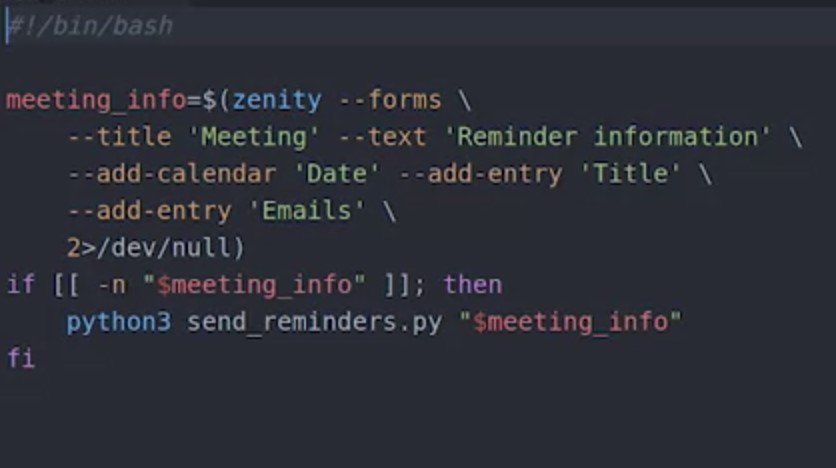 #!/bin/bash
meeting_info=$(zenity --forms \
    --title 'Meeting' --text 'Reminder information' \
    --add-calendar 'Date' --add-entry 'Title' \
    --add-entry 'Emails' \
    2>/dev/null)
if [[ -n "$meeting_info" ]]; then
    python3 send_reminders.py "$meeting_info"
fi